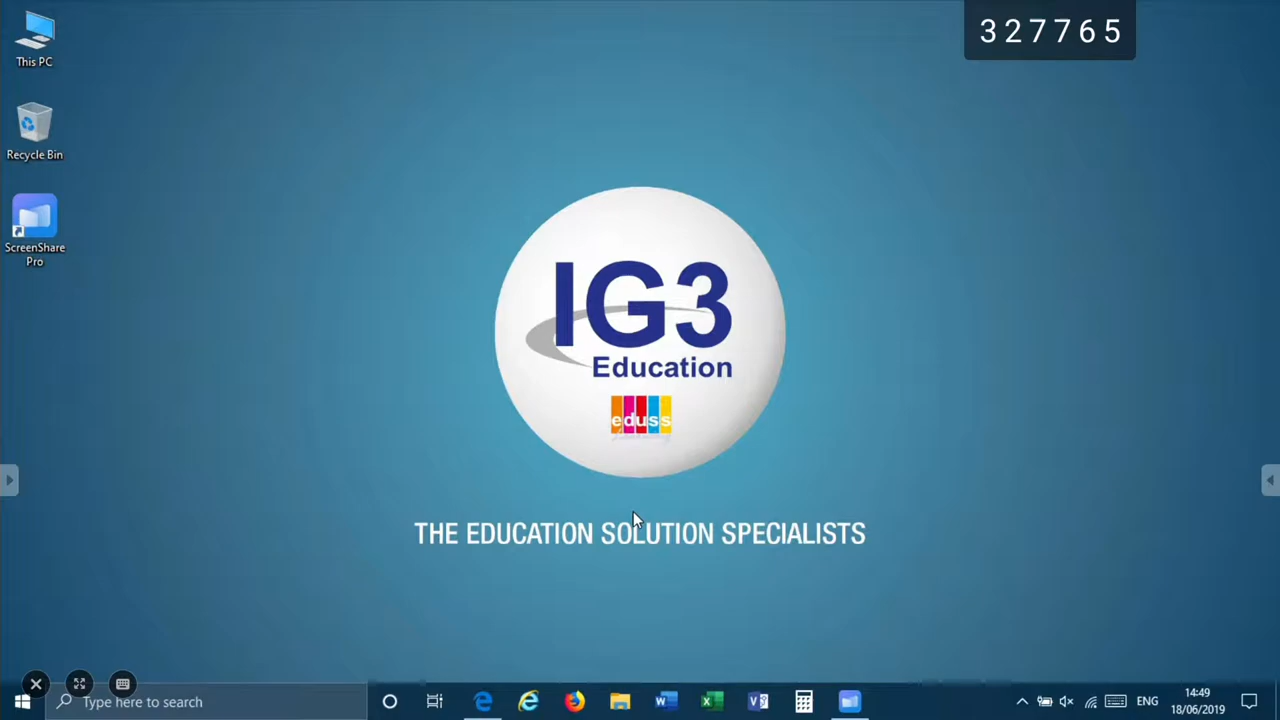 327765
This PC
Recycle Bin
ScreenShare
Pro
IG3
Education
eduss
THE EDUCATION SOLUTION SPECIALISTS
Type here to search
ENG
14:49
18/06/2019